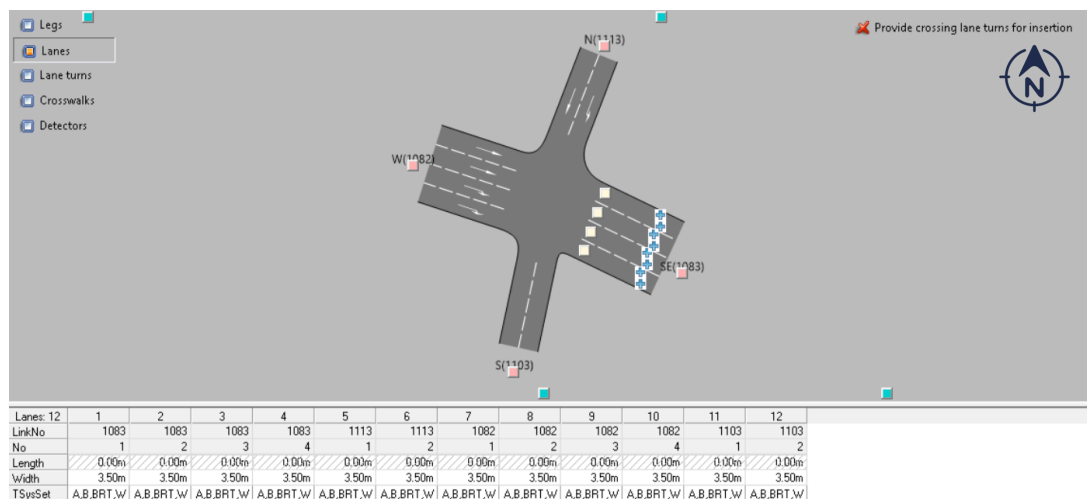 Legs
Lanes
Lane turns
Crosswalks
Detectors
Provide crossing lane turns for insertion
N
N(1113)
W(1082)
SE(1083)
S(1103)
Lanes: 12 1 2 3 4 5 6 7 8 9 10 11 12
LinkNo 1083 1083 1083 1083 1113 1113 1082 1082 1082 1082 1103 1103
No 1 2 3 4 1 2 1 2 3 4 1 2
Length 0.00m 0.00m 0.00m 0.00m 0.00m 0.00m 0.00m 0.00m 0.00m 0.00m 0.00m 0.00m
Width 3.50m 3.50m 3.50m 3.50m 3.50m 3.50m 3.50m 3.50m 3.50m 3.50m 3.50m 3.50m
TSysSet A,B,BRT,W A,B,BRT,W A,B,BRT,W A,B,BRT,W A,B,BRT,W A,B,BRT,W A,B,BRT,W A,B,BRT,W A,B,BRT,W A,B,BRT,W A,B,BRT,W A,B,BRT,W